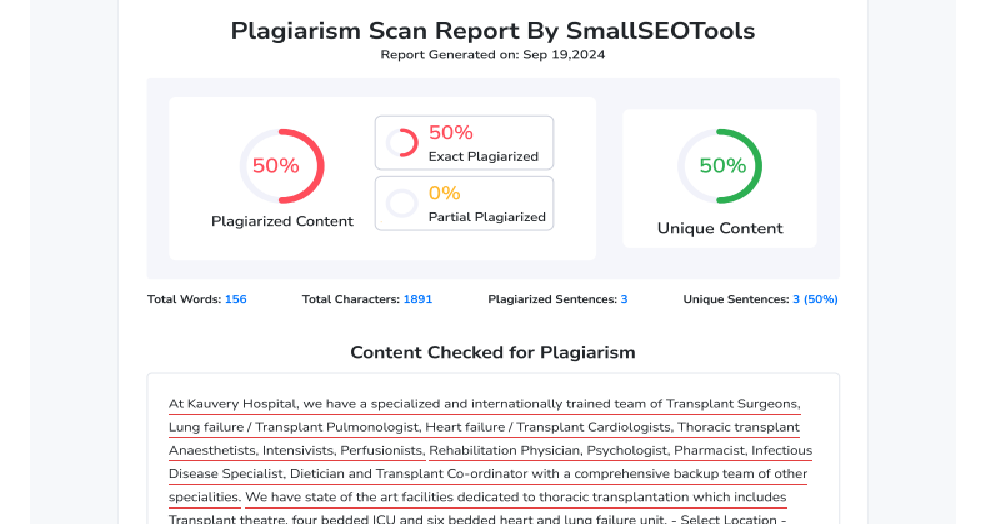 Plagiarism Scan Report By SmallSEOTools
Report Generated on: Sep 19,2024
50%
Plagiarized Content
50%
Exact Plagiarized
0%
Partial Plagiarized
50%
Unique Content
Total Words: 156
Total Characters: 1891
Plagiarized Sentences: 3
Unique Sentences: 3 (50%)
Content Checked for Plagiarism
At Kauvery Hospital, we have a specialized and internationally trained team of Transplant Surgeons,
Lung failure / Transplant Pulmonologist, Heart failure / Transplant Cardiologists, Thoracic transplant
Anaesthetists, Intensivists, Perfusionists, Rehabilitation Physician, Psychologist, Pharmacist, Infectious
Disease Specialist, Dietician and Transplant Co-ordinator with a comprehensive backup team of other
specialities. We have state of the art facilities dedicated to thoracic transplantation which includes
Transplant theatre, four bedded ICU and six bedded heart and lung failure unit. - Select Location -